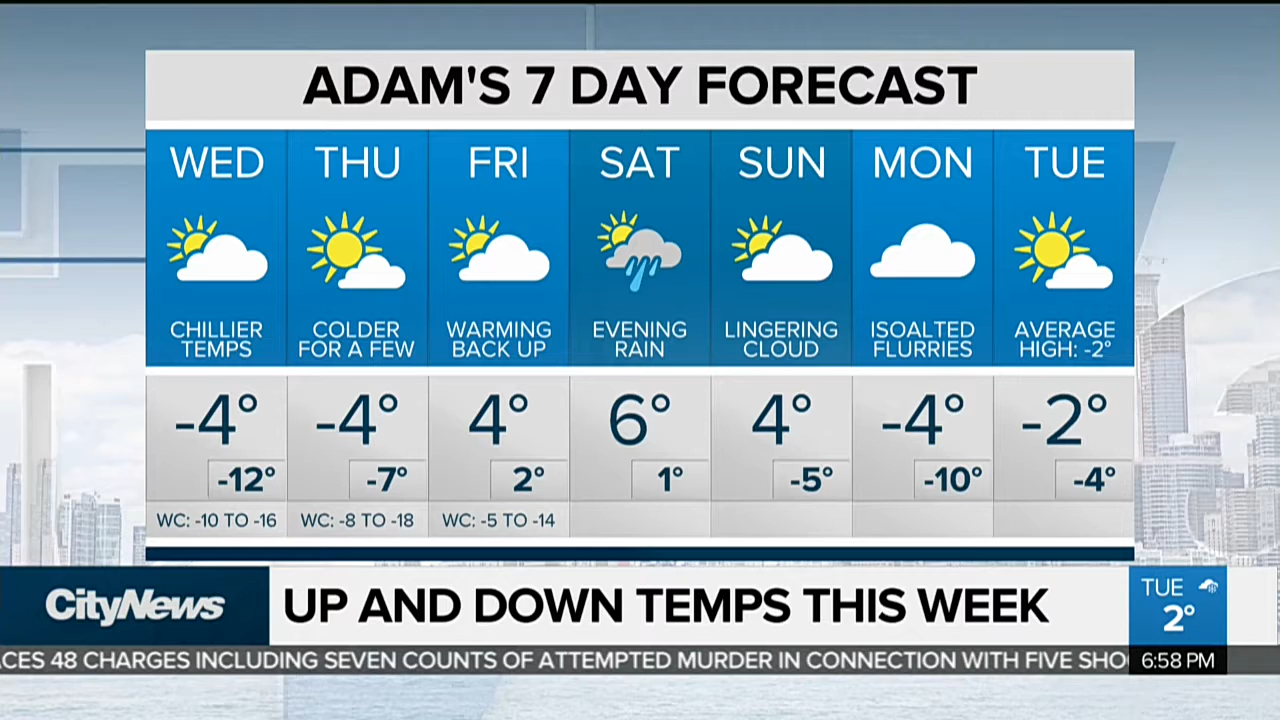 ADAM'S 7 DAY FORECAST
WED THU FRI SAT SUN MON TUE
CHILLIER TEMPS
COLDER FOR A FEW
WARMING BACK UP
EVENING RAIN
LINGERING CLOUD
ISOALTED FLURRIES
AVERAGE HIGH: -2°
-4° -4° 4° 6° 4° -4° -2°
-12° -7° 2° 1° -5° -10° -4°
WC: -10 TO -16 WC: -8 TO -18 WC: -5 TO -14
CityNews
UP AND DOWN TEMPS THIS WEEK
TUE
2°
CES 48 CHARGES INCLUDING SEVEN COUNTS OF ATTEMPTED MURDER IN CONNECTION WITH FIVE SHO
6:58 PM